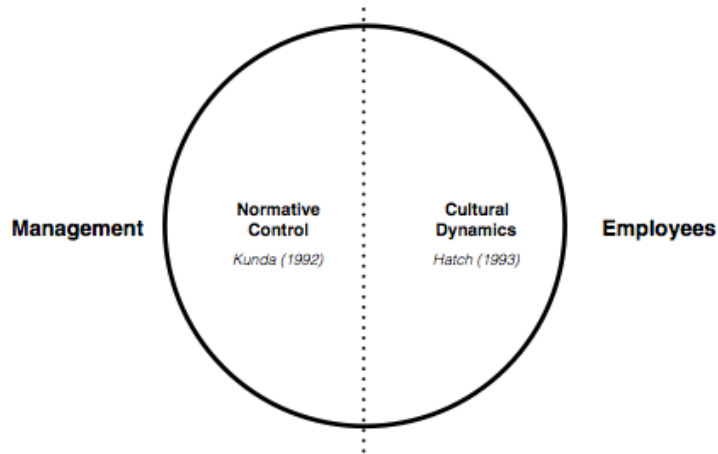 Management
Normative
Control
Kunda (1992)
Cultural
Dynamics
Hatch (1993)
Employees